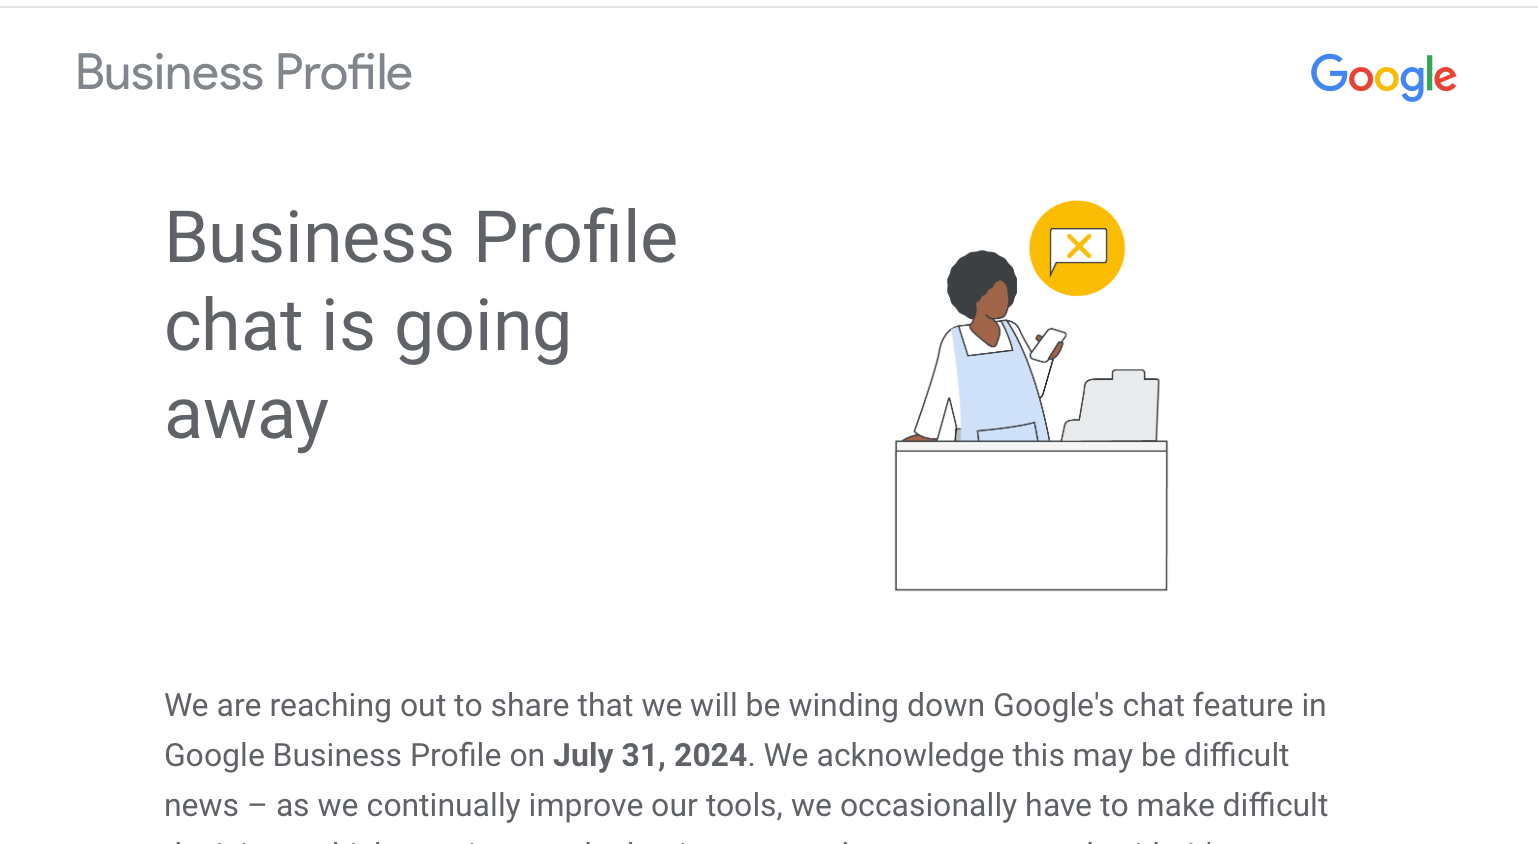 Business Profile
Google
Business Profile
chat is going
away
We are reaching out to share that we will be winding down Google's chat feature in
Google Business Profile on July 31, 2024. We acknowledge this may be difficult
news – as we continually improve our tools, we occasionally have to make difficult